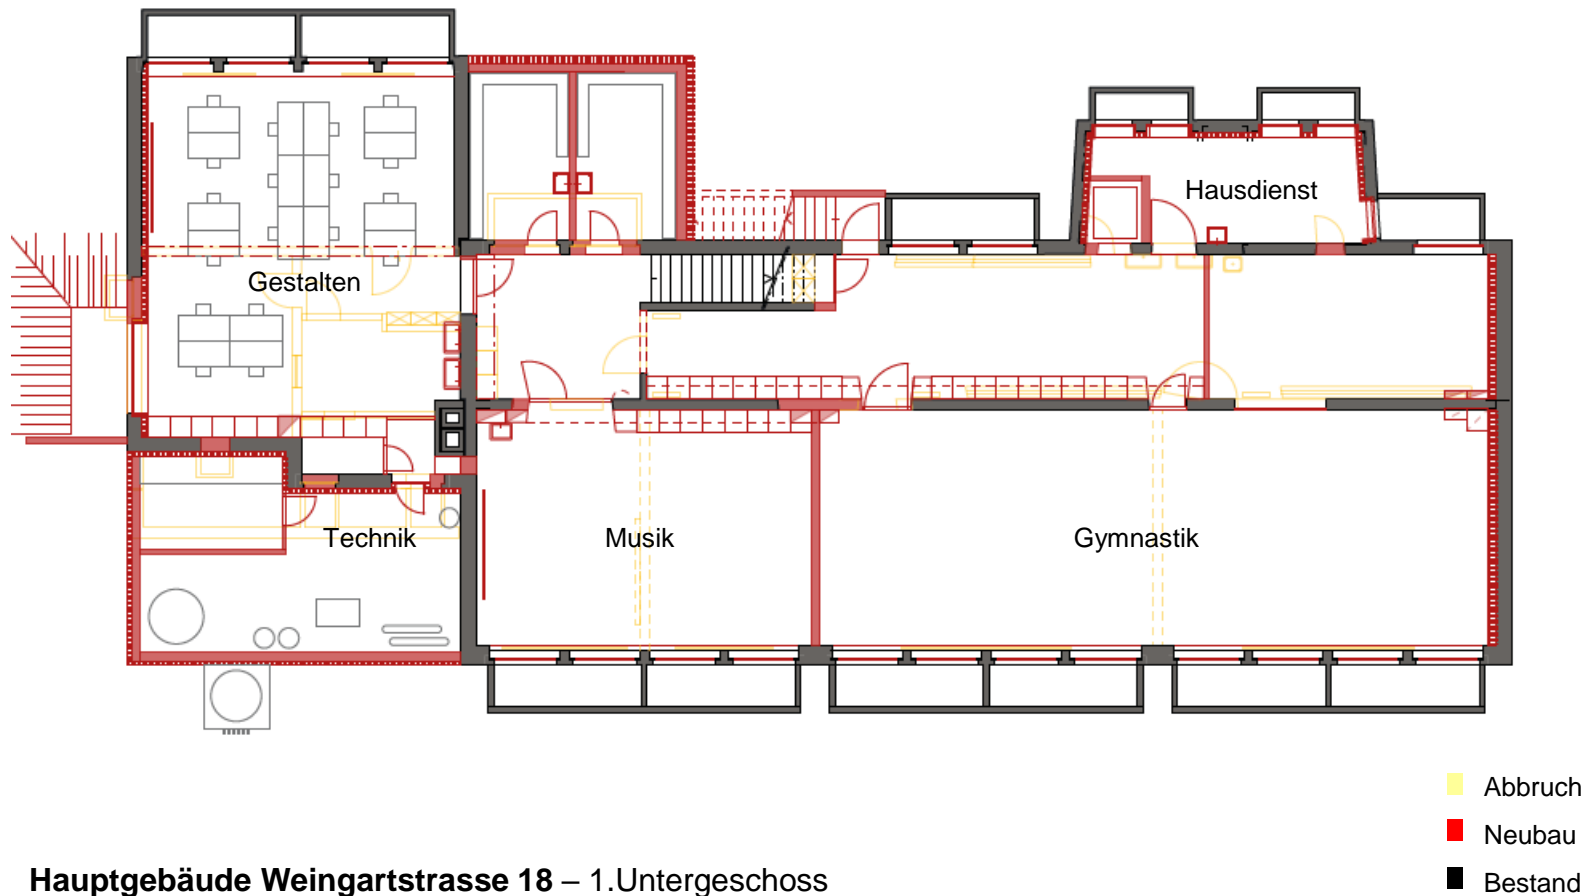 Hausdienst
Gestalten
Technik
Musik
Gymnastik
Abbruch
Neubau
Bestand
Hauptgebäude Weingartstrasse 18 – 1.Untergeschoss